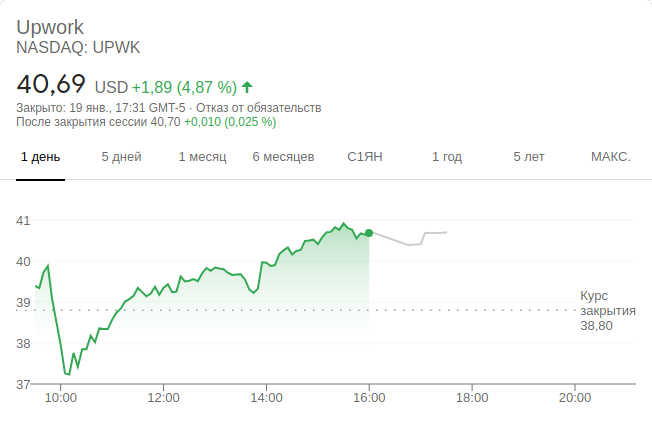 Upwork
NASDAQ: UPWK
40,69 USD +1,89 (4,87 %)
Закрыто: 19 янв., 17:31 GMT-5 · Отказ от обязательств
После закрытия сессии 40,70 +0,010 (0,025 %)
1 день 5 дней 1 месяц 6 месяцев С1ЯН 1 год 5 лет МАКС.
41
40
39
38
37
Курс
закрытия
38,80
10:00 12:00 14:00 16:00 18:00 20:00